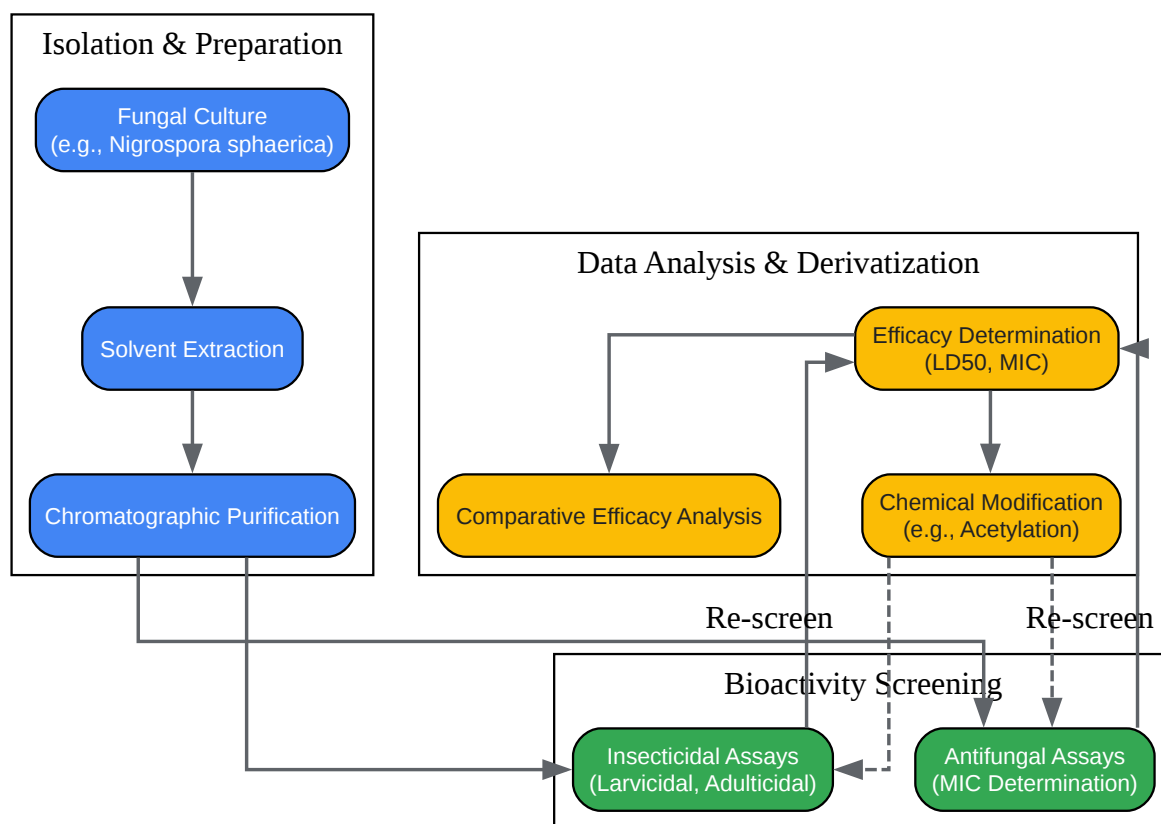 Isolation & Preparation
Fungal Culture
(e.g., Nigrospora sphaerica)
Solvent Extraction
Chromatographic Purification
Data Analysis & Derivatization
Efficacy Determination
(LD50, MIC)
Comparative Efficacy Analysis
Chemical Modification
(e.g., Acetylation)
Re-screen
Re-screen
Bioactivity Screening
Insecticidal Assays
(Larvicidal, Adulticidal)
Antifungal Assays
(MIC Determination)